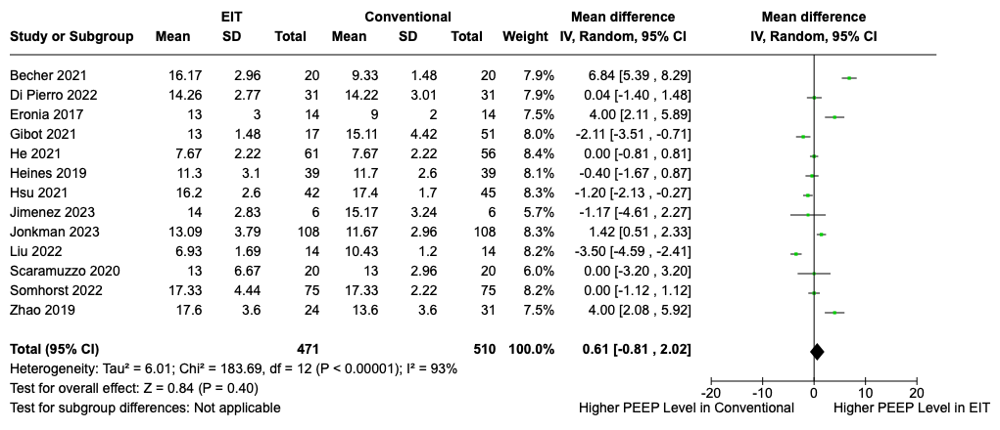 EIT Conventional Mean difference Mean difference
Study or Subgroup Mean SD Total Mean SD Total Weight IV, Random, 95% CI IV, Random, 95% CI
Becher 2021 16.17 2.96 20 9.33 1.48 20 7.9% 6.84 [5.39 , 8.29]
Di Pierro 2022 14.26 2.77 31 14.22 3.01 31 7.9% 0.04 [-1.40 , 1.48]
Eronia 2017 13 3 14 9 2 14 7.5% 4.00 [2.11 , 5.89]
Gibot 2021 13 1.48 17 15.11 4.42 51 8.0% -2.11 [-3.51 , -0.71]
He 2021 7.67 2.22 61 7.67 2.22 56 8.4% 0.00 [-0.81 , 0.81]
Heines 2019 11.3 3.1 39 11.7 2.6 39 8.1% -0.40 [-1.67 , 0.87]
Hsu 2021 16.2 2.6 42 17.4 1.7 45 8.3% -1.20 [-2.13 , -0.27]
Jimenez 2023 14 2.83 6 15.17 3.24 6 5.7% -1.17 [-4.61 , 2.27]
Jonkman 2023 13.09 3.79 108 11.67 2.96 108 8.3% 1.42 [0.51 , 2.33]
Liu 2022 6.93 1.69 14 10.43 1.2 14 8.2% -3.50 [-4.59 , -2.41]
Scaramuzzo 2020 13 6.67 20 13 2.96 20 6.0% 0.00 [-3.20 , 3.20]
Somhorst 2022 17.33 4.44 75 17.33 2.22 75 8.2% 0.00 [-1.12 , 1.12]
Zhao 2019 17.6 3.6 24 13.6 3.6 31 7.5% 4.00 [2.08 , 5.92]
Total (95% CI) 471 510 100.0% 0.61 [-0.81 , 2.02]
Heterogeneity: Tau² = 6.01; Chi² = 183.69, df = 12 (P < 0.00001); I² = 93%
Test for overall effect: Z = 0.84 (P = 0.40)
Test for subgroup differences: Not applicable
-20 -10 0 10 20
Higher PEEP Level in Conventional Higher PEEP Level in EIT